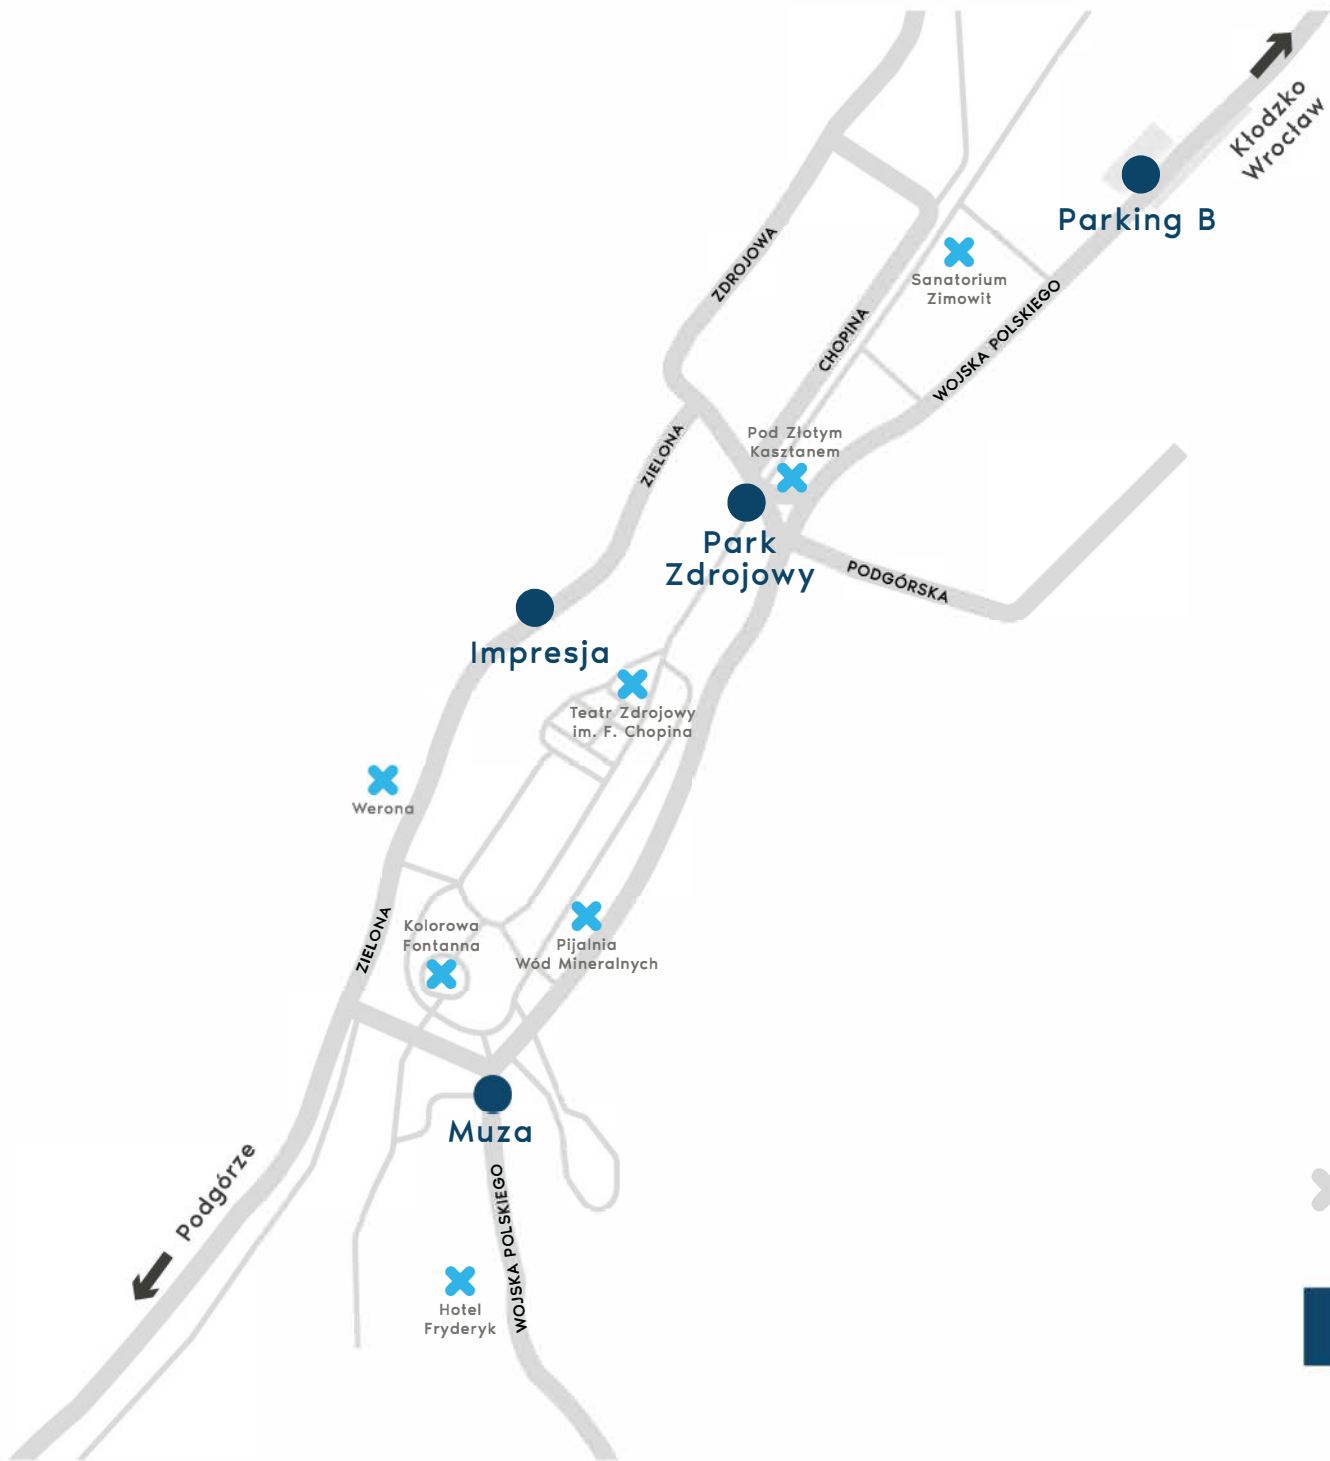 Kłodzko
Wrocław
Parking B
ZDROJOWA
Sanatorium
Zimowit
CHOPINA
WOJSKA POLSKIEGO
ZIELONA
Pod Złotym
Kasztanem
Park
Zdrojowy
PODGÓRSKA
Impresja
Teatr Zdrojowy
im. F. Chopina
Werona
ZIELONA
Kolorowa
Fontanna
Pijalnia
Wód Mineralnych
Muza
Podgórze
WOJSKA POLSKIEGO
Hotel
Fryderyk